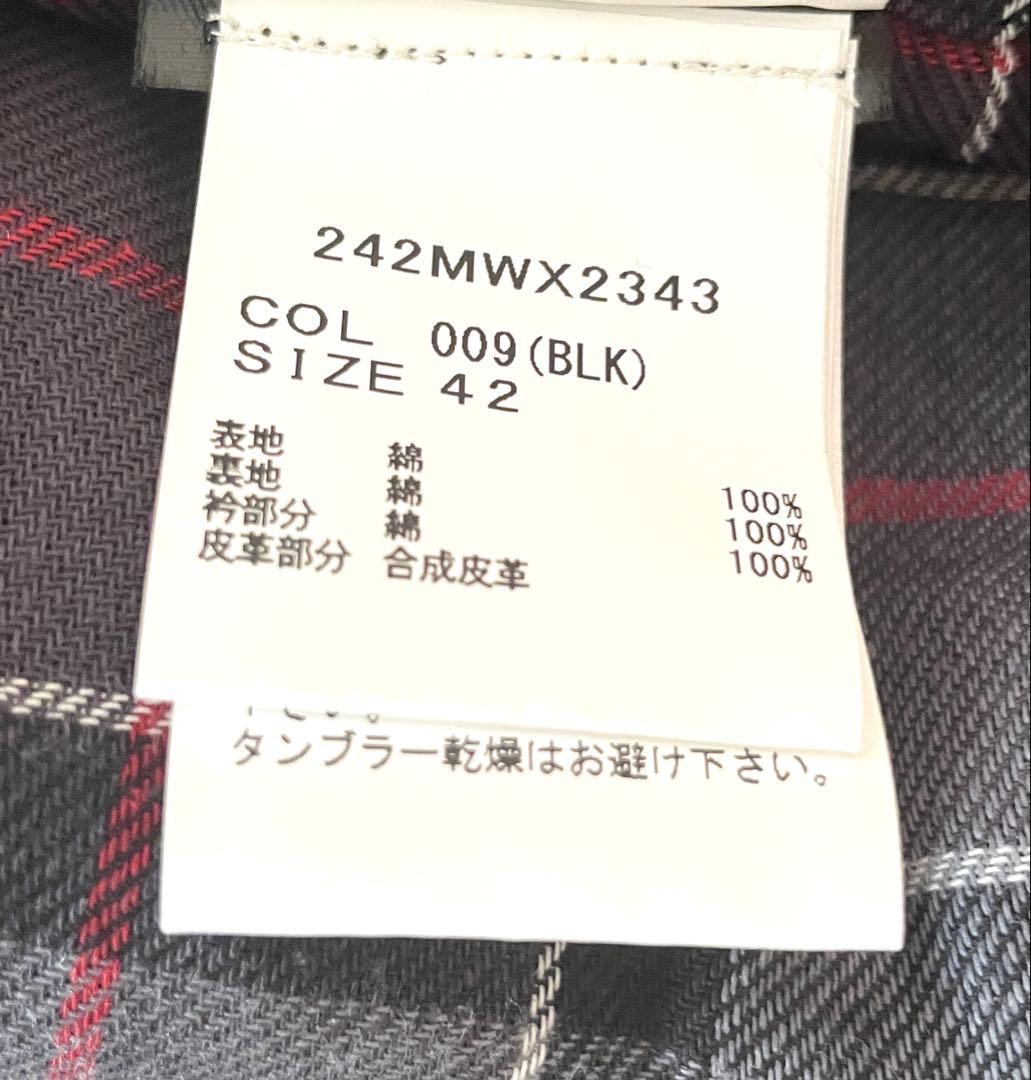 242MWX2343
COL 009(BLK)
SIZE 42
表地 綿 100%
裏地 綿 100%
衿部分 綿 100%
皮革部分 合成皮革
タンブラー乾燥はお避け下さい。